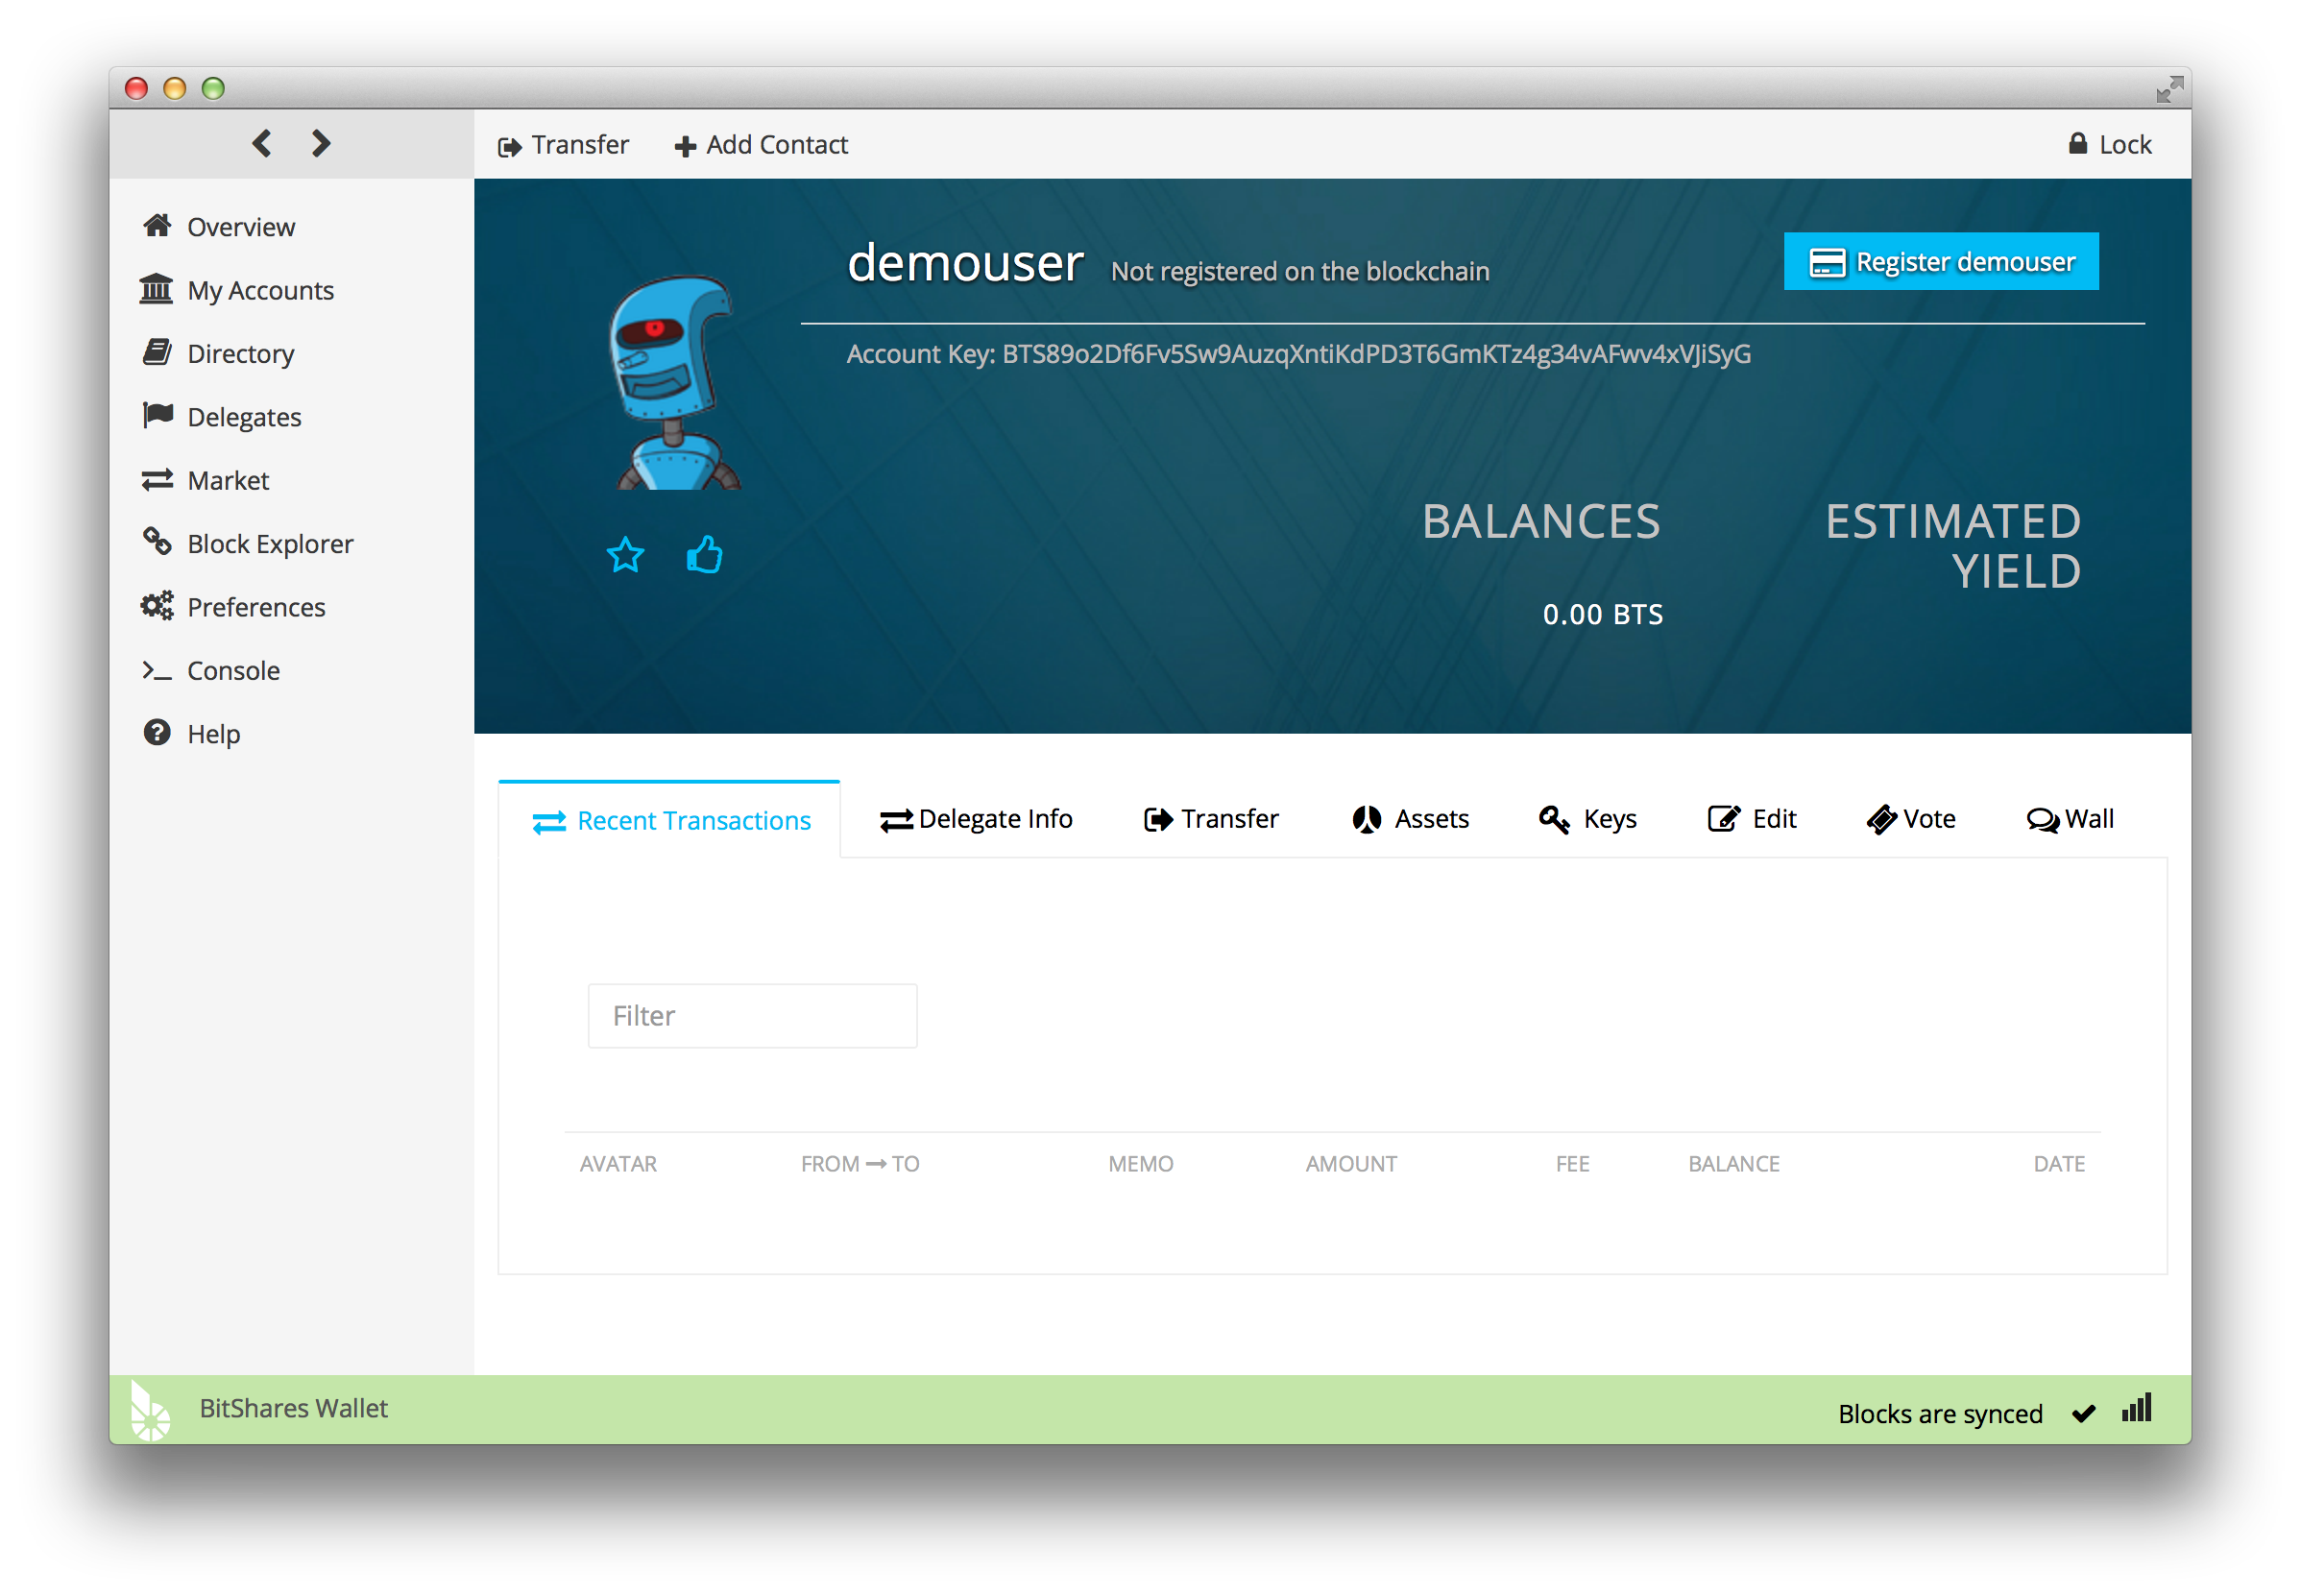 Transfer
Add Contact
Lock
Overview
My Accounts
Directory
Delegates
Market
Block Explorer
Preferences
Console
Help
demouser
Not registered on the blockchain
Register demouser
Account Key: BTS89o2Df6Fv5Sw9AuzqXntiKdPD3T6GmKTz4g34vAFwv4xVJiSyG
BALANCES
0.00 BTS
ESTIMATED
YIELD
Recent Transactions
Delegate Info
Transfer
Assets
Keys
Edit
Vote
Wall
Filter
AVATAR
FROM → TO
MEMO
AMOUNT
FEE
BALANCE
DATE
BitShares Wallet
Blocks are synced